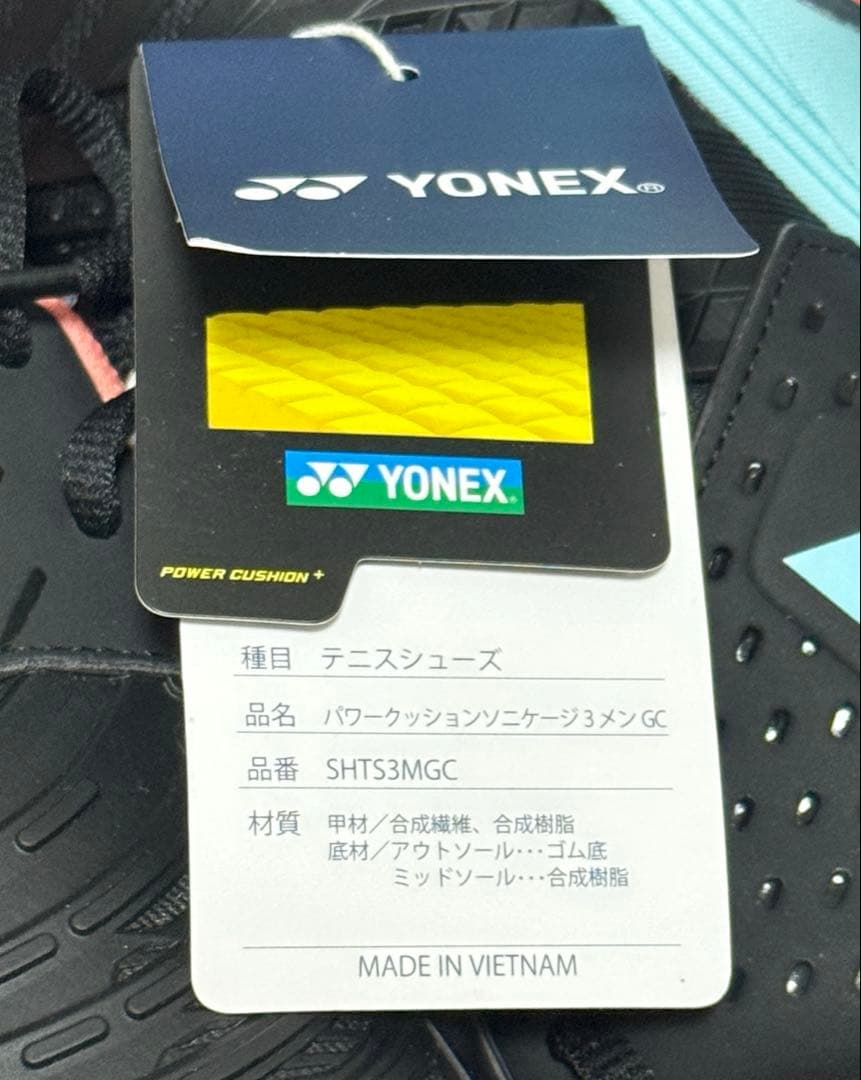 YONEX®
YONEX
POWER CUSHION+
種目 テニスシューズ
品名 パワークッションソニケージ3メンGC
品番 SHTS3MGC
材質 甲材/合成繊維、合成樹脂
底材/アウトソール･･･ゴム底
ミッドソール･･･合成樹脂
MADE IN VIETNAM